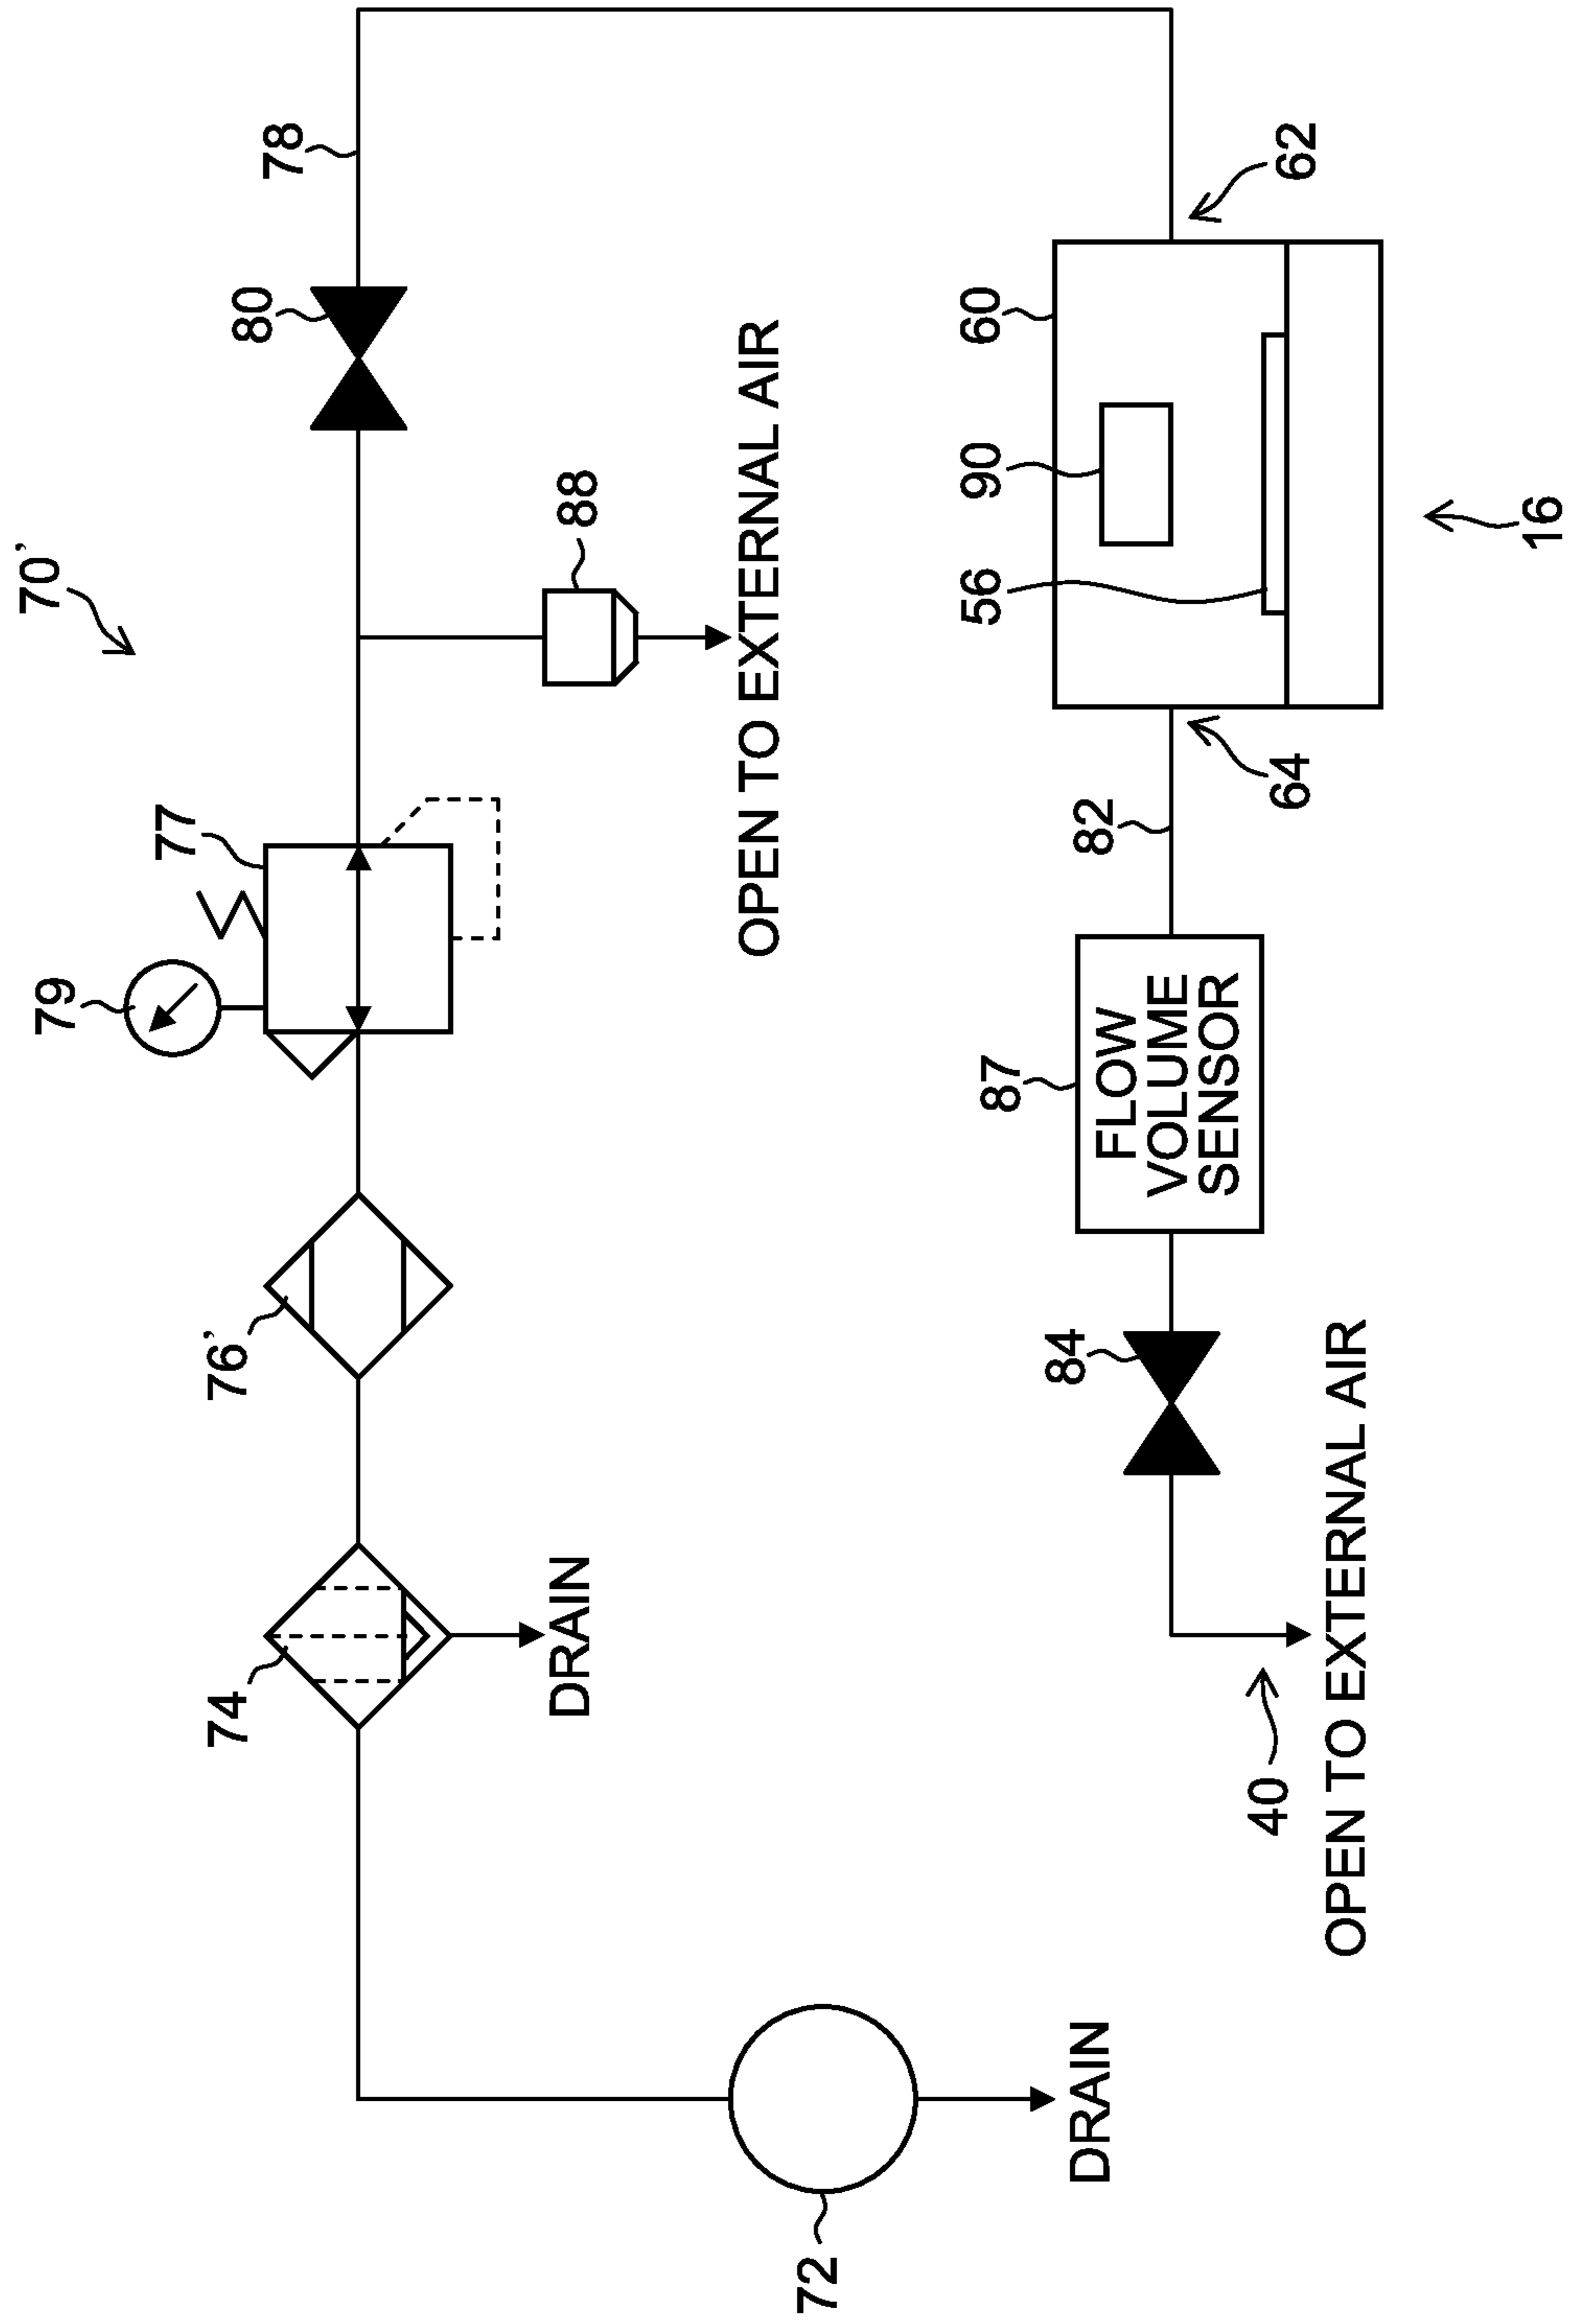 70’
72
74
DRAIN
DRAIN
76’
79
77
88
OPEN TO EXTERNAL AIR
80
78
40
OPEN TO EXTERNAL AIR
84
87
FLOW
VOLUME
SENSOR
82
64
56
90
60
62
16